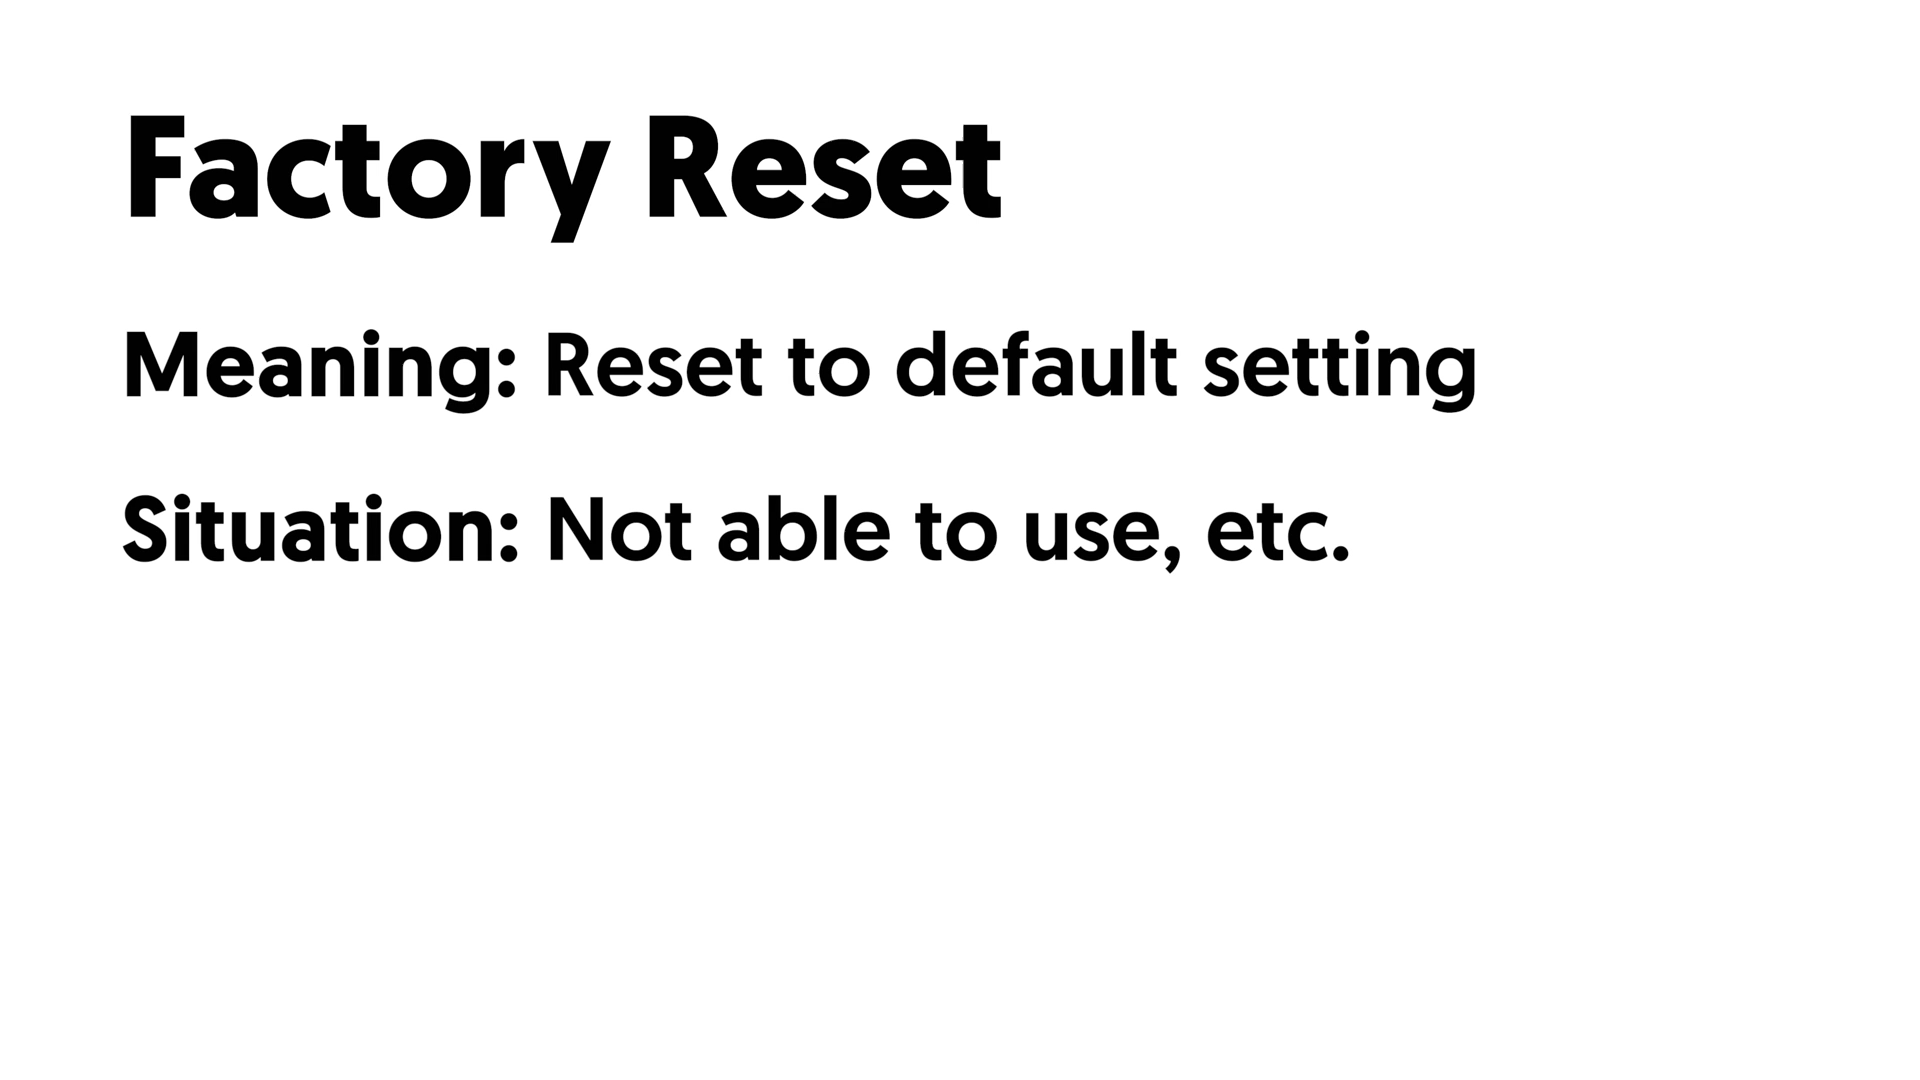 Factory Reset
Meaning: Reset to default setting
Situation: Not able to use, etc.